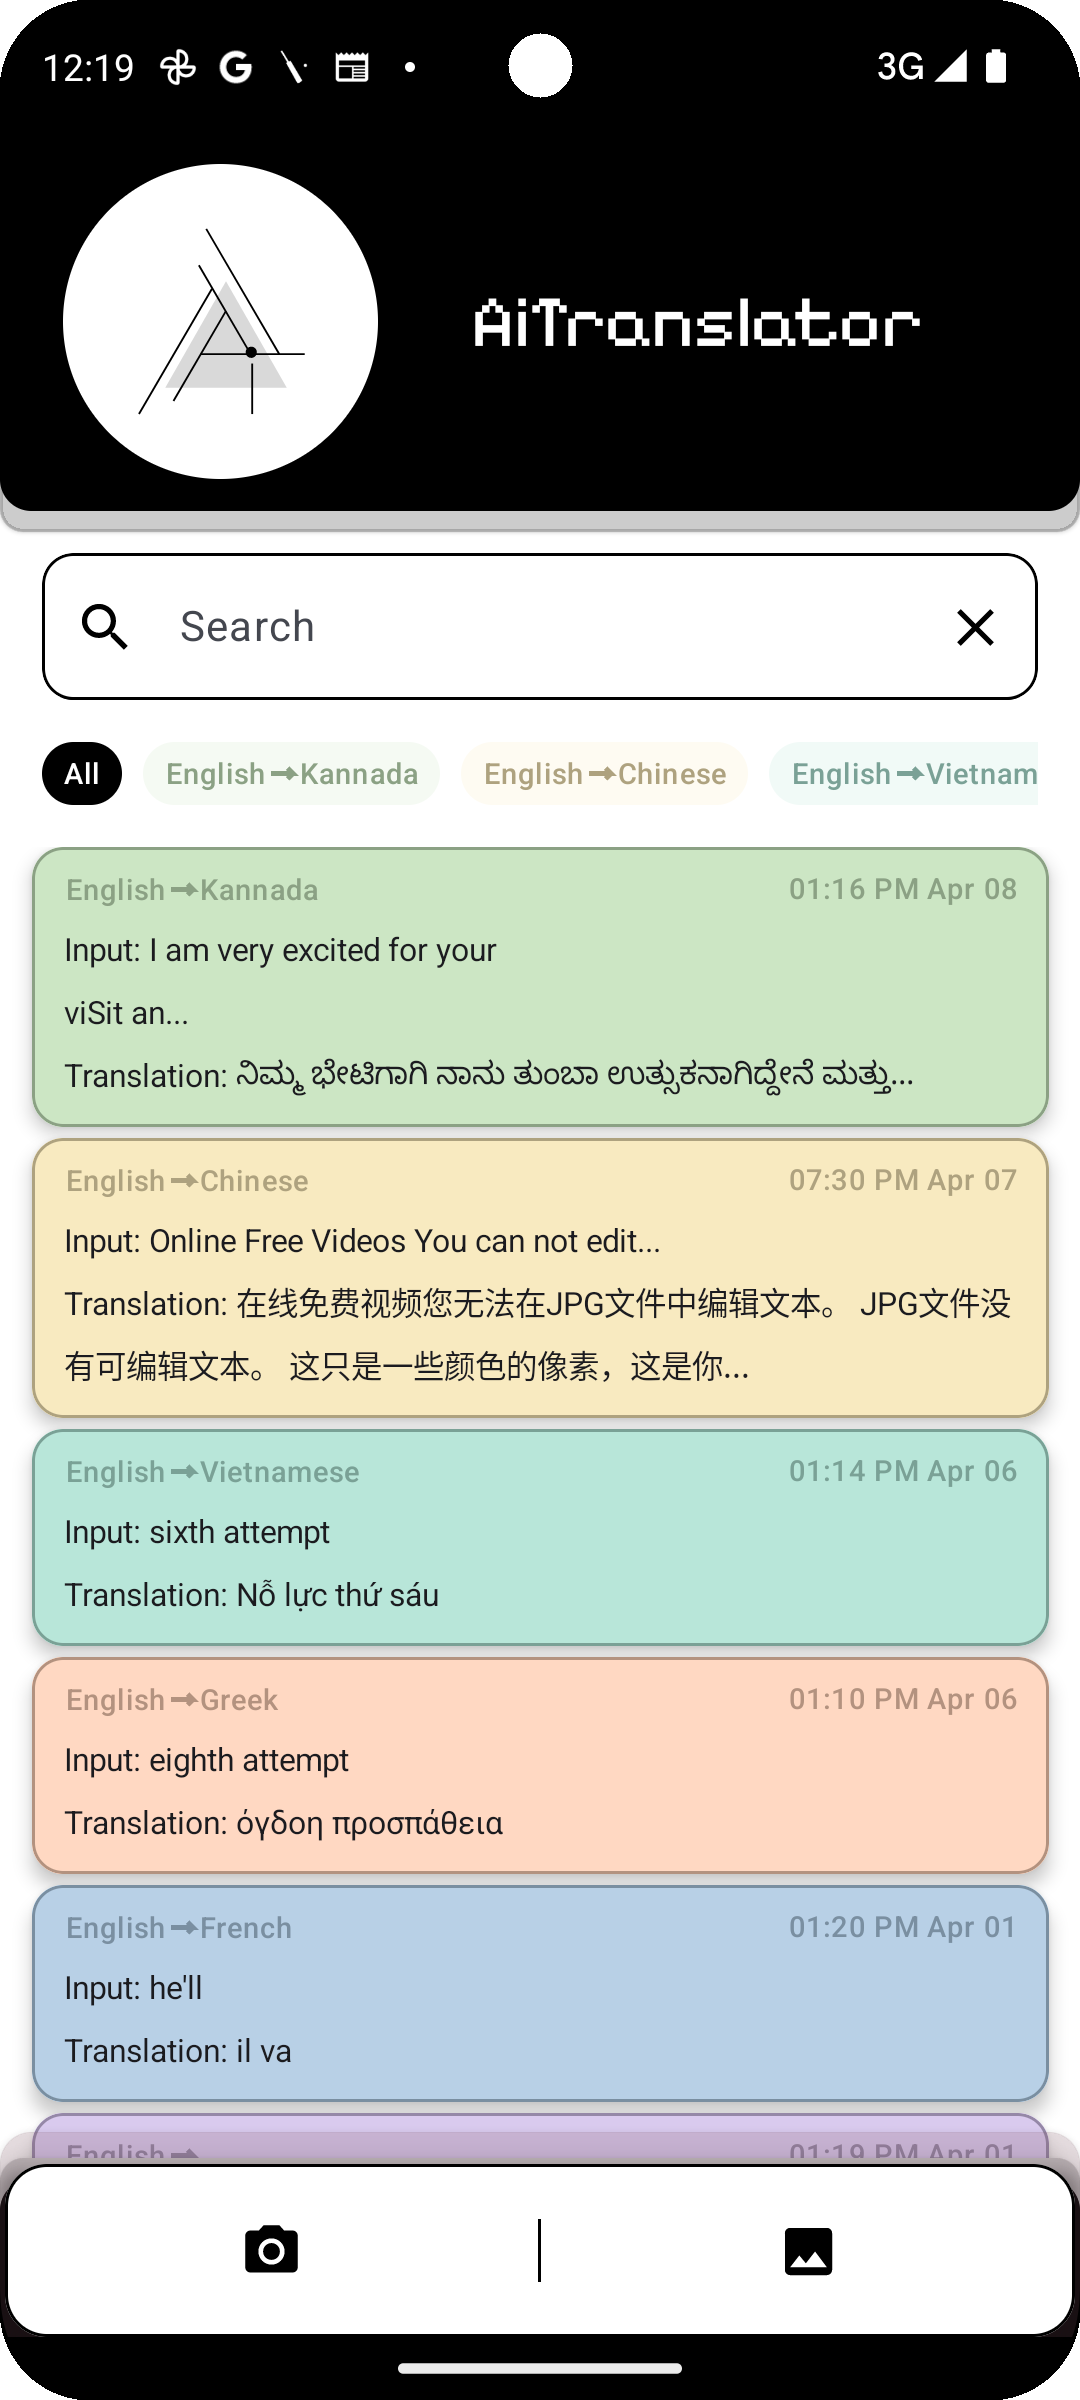 12:19 3G
AiTranslator
Search
All English Kannada English Chinese English Vietnam
English Kannada 01:16 PM Apr 08
Input: I am very excited for your
viSit an...
Translation: ನಿಮ್ಮ ಭೇಟಿಗಾಗಿ ನಾನು ತುಂಬಾ ಉತ್ಸುಕನಾಗಿದ್ದೇನೆ ಮತ್ತು...
English Chinese 07:30 PM Apr 07
Input: Online Free Videos You can not edit...
Translation: 在线免费视频您无法在JPG文件中编辑文本。 JPG文件没
有可编辑文本。 这只是一些颜色的像素，这是你...
English Vietnamese 01:14 PM Apr 06
Input: sixth attempt
Translation: Nỗ lực thứ sáu
English Greek 01:10 PM Apr 06
Input: eighth attempt
Translation: όγδοη προσπάθεια
English French 01:20 PM Apr 01
Input: he'll
Translation: il va
English 01:19 PM Apr 01